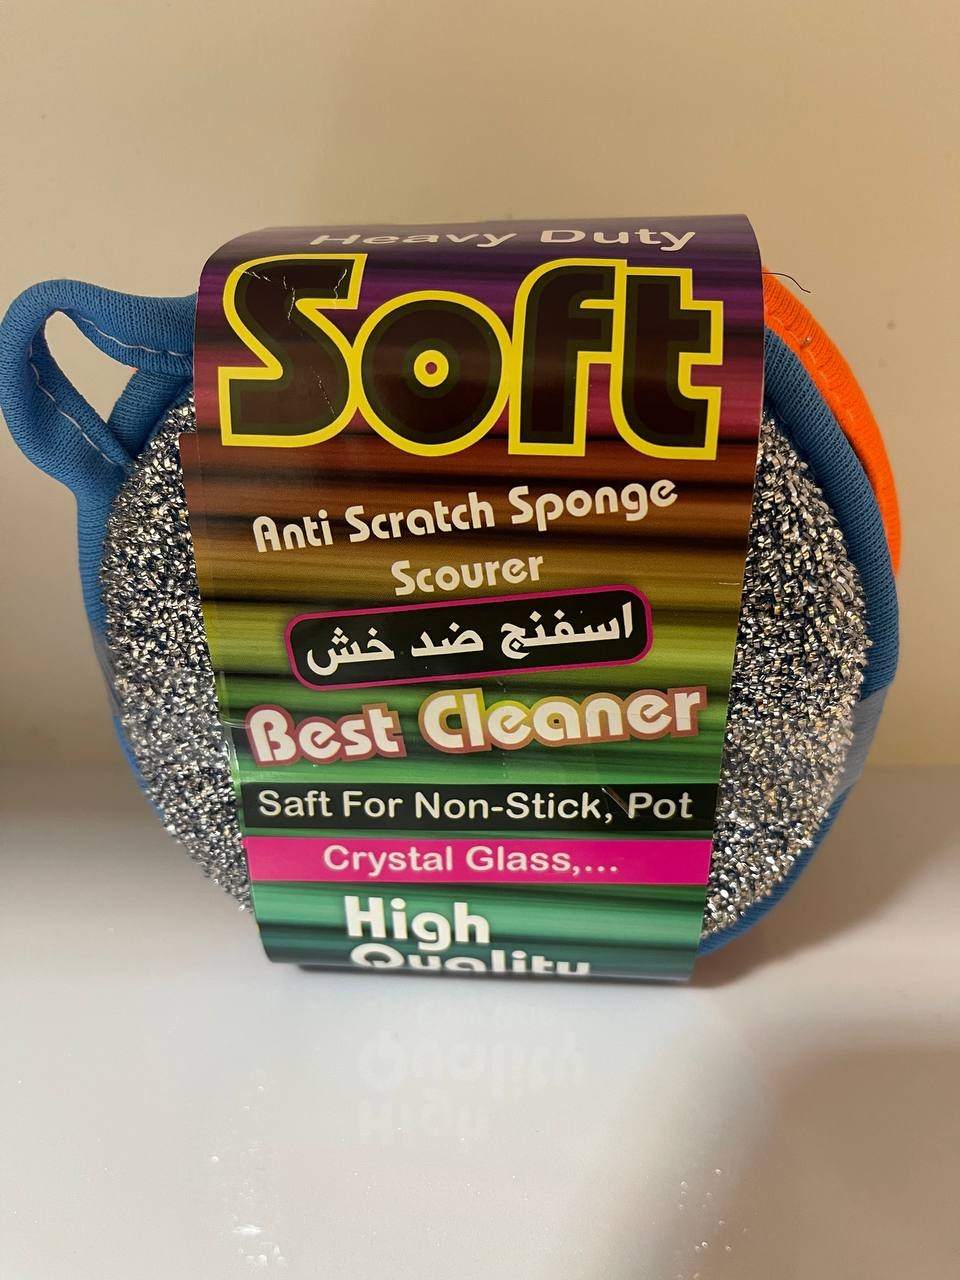 Heavy Duty
Soft
Anti Scratch Sponge
Scourer
اسفنج ضد خش
Best Cleaner
Saft For Non-Stick, Pot
Crystal Glass,...
High
Quality